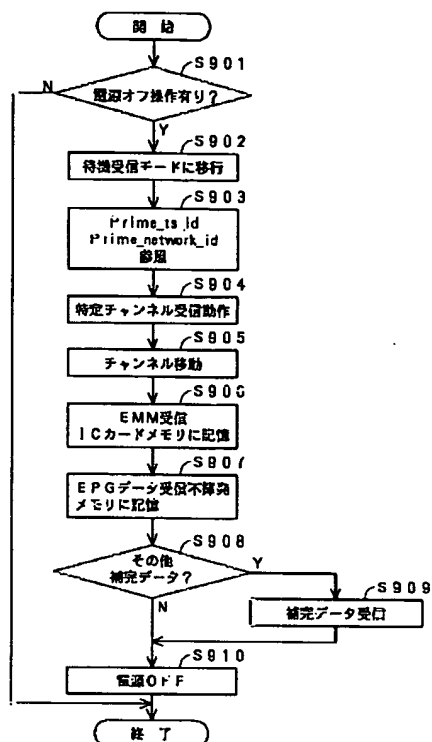 開始
S901
N
電源オフ操作有り?
Y
S902
待機受信モードに移行
S903
Prime_ts_id
Prime_network_id
参照
S904
特定チャンネル受信動作
S905
チャンネル移動
S906
EMM受信
ICカードメモリに記憶
S907
EPGデータ受信不揮発
メモリに記憶
S908
その他
補完データ?
Y
N
S909
補完データ受信
S910
電源OFF
終了